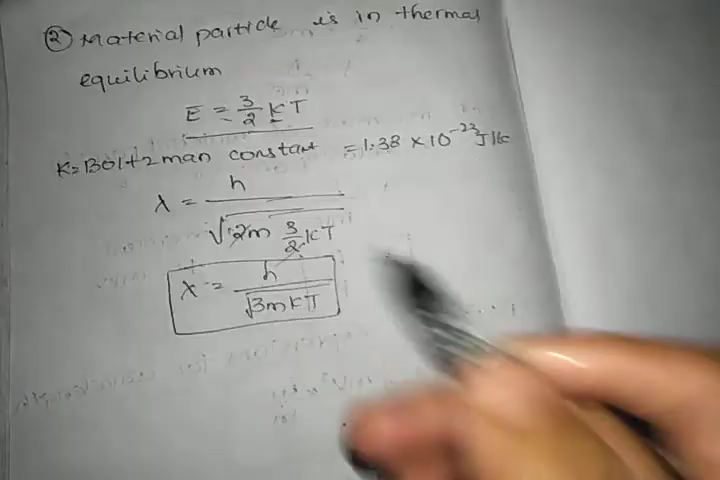 ② Material particle is in thermal
equilibrium
E = 3/2 KT
K = Boltzman constant = 1.38 × 10^-23 J/K
λ = h / √(2m 3/2 KT)
λ = h / √(3mKT)